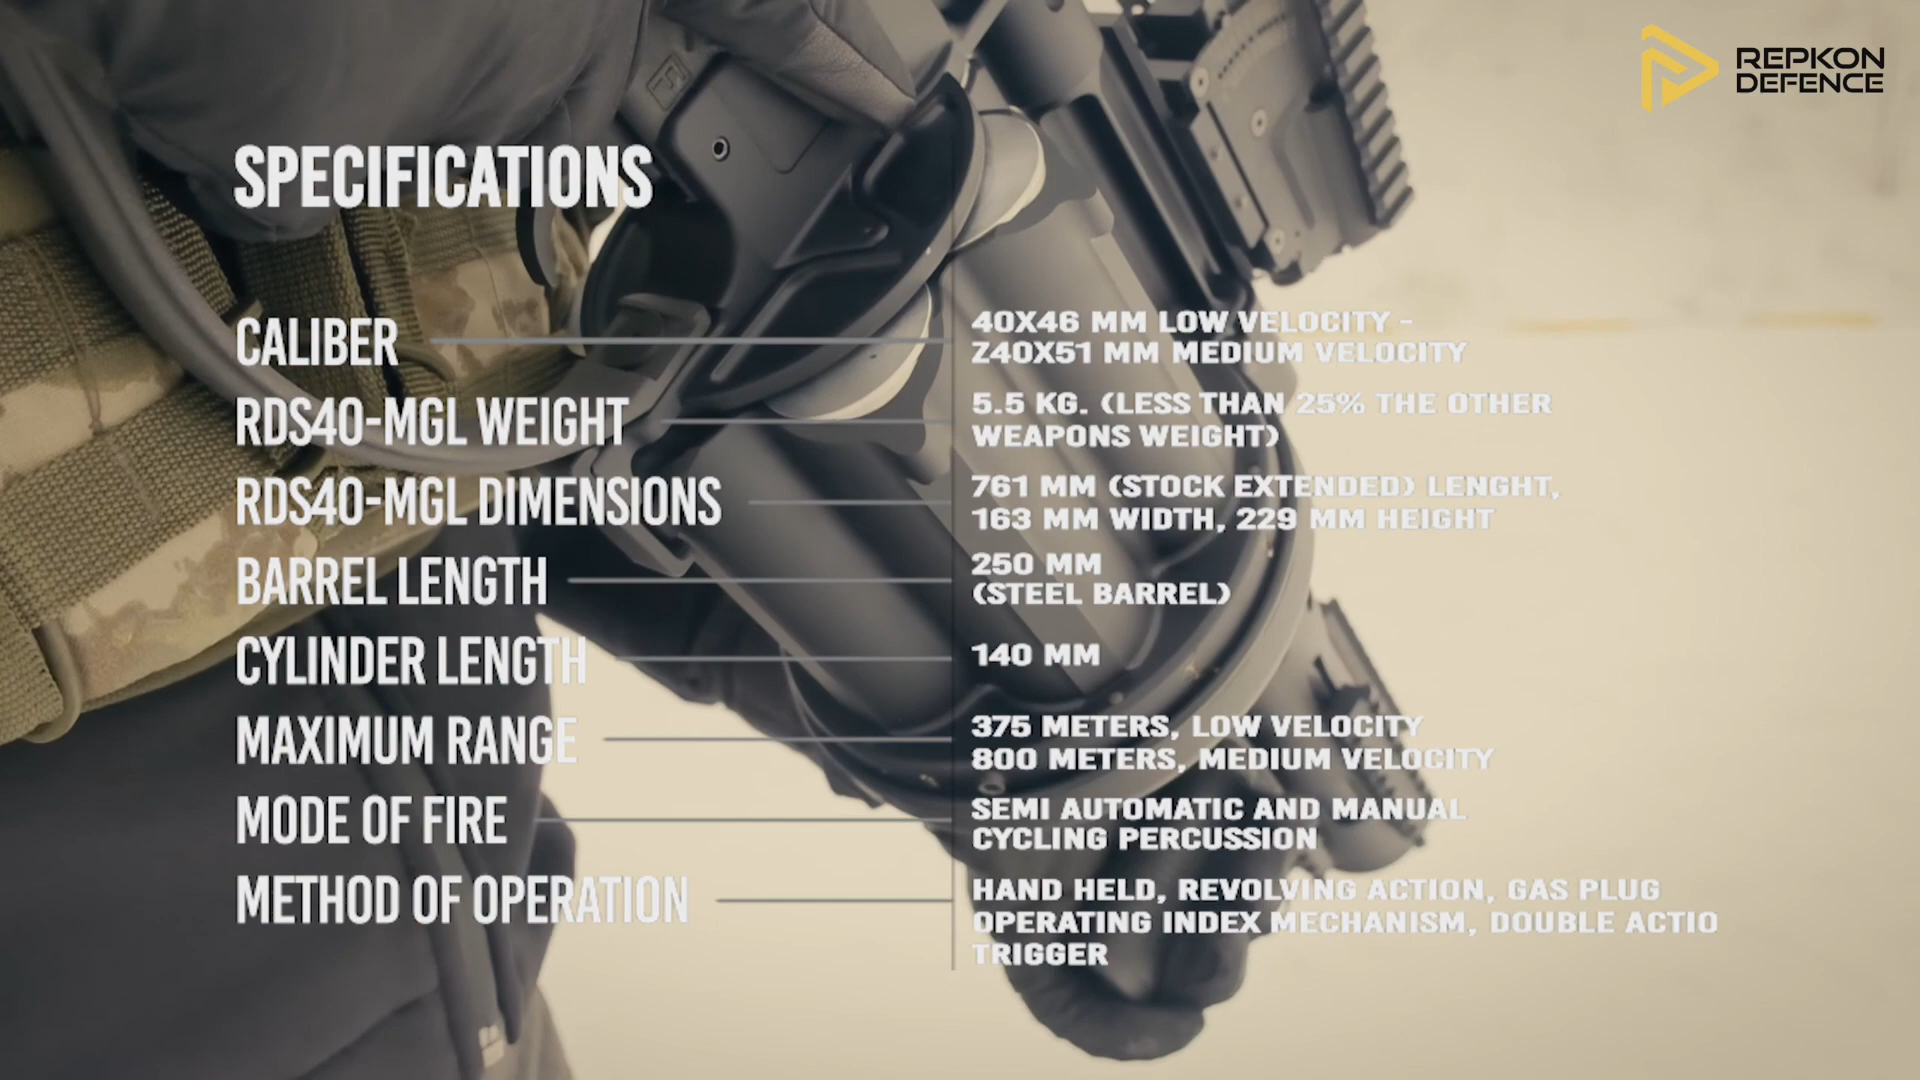 REPKON
DEFENCE
SPECIFICATIONS
CALIBER
40X46 MM LOW VELOCITY -
Z40X51 MM MEDIUM VELOCITY
RDS40-MGL WEIGHT
5.5 KG. (LESS THAN 25% THE OTHER
WEAPONS WEIGHT)
RDS40-MGL DIMENSIONS
761 MM (STOCK EXTENDED) LENGHT,
163 MM WIDTH, 229 MM HEIGHT
BARREL LENGTH
250 MM
(STEEL BARREL)
CYLINDER LENGTH
140 MM
MAXIMUM RANGE
375 METERS, LOW VELOCITY
800 METERS, MEDIUM VELOCITY
MODE OF FIRE
SEMI AUTOMATIC AND MANUAL
CYCLING PERCUSSION
METHOD OF OPERATION
HAND HELD, REVOLVING ACTION, GAS PLUG
OPERATING INDEX MECHANISM, DOUBLE ACTIO
TRIGGER